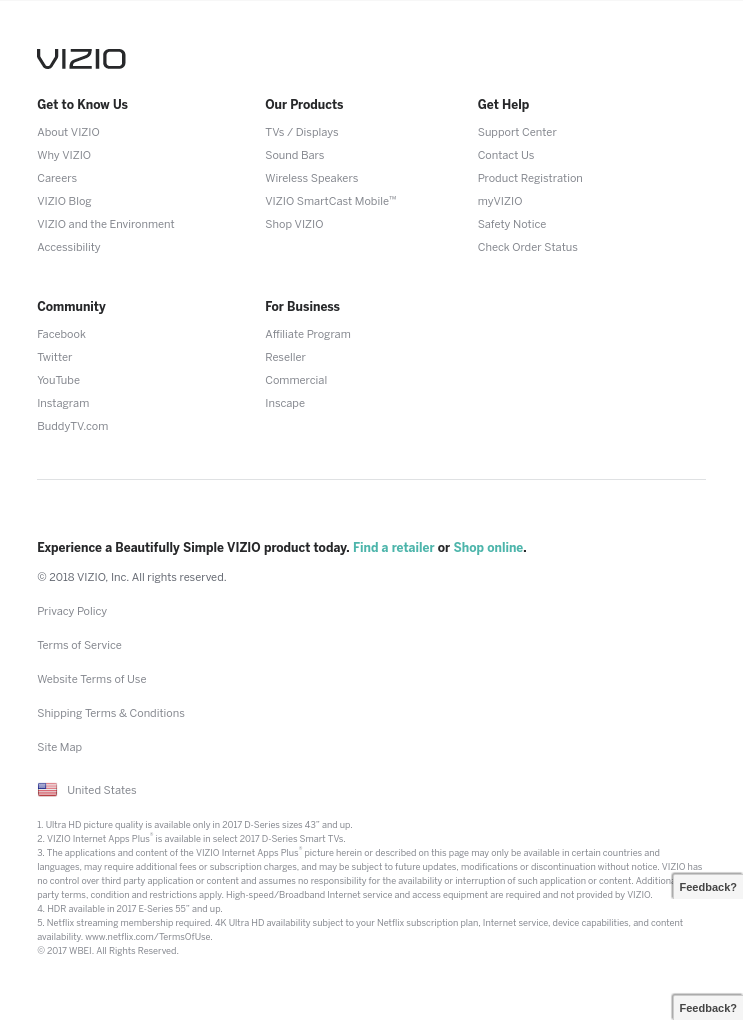 VIZIO
Get to Know Us
About VIZIO
Why VIZIO
Careers
VIZIO Blog
VIZIO and the Environment
Accessibility
Our Products
TVs / Displays
Sound Bars
Wireless Speakers
VIZIO SmartCast Mobile™
Shop VIZIO
Get Help
Support Center
Contact Us
Product Registration
myVIZIO
Safety Notice
Check Order Status
Community
Facebook
Twitter
YouTube
Instagram
BuddyTV.com
For Business
Affiliate Program
Reseller
Commercial
Inscape
Experience a Beautifully Simple VIZIO product today. Find a retailer or Shop online.
© 2018 VIZIO, Inc. All rights reserved.
Privacy Policy
Terms of Service
Website Terms of Use
Shipping Terms & Conditions
Site Map
United States
1. Ultra HD picture quality is available only in 2017 D-Series sizes 43” and up.
2. VIZIO Internet Apps Plus® is available in select 2017 D-Series Smart TVs.
3. The applications and content of the VIZIO Internet Apps Plus® picture herein or described on this page may only be available in certain countries and
languages, may require additional fees or subscription charges, and may be subject to future updates, modifications or discontinuation without notice. VIZIO has
no control over third party application or content and assumes no responsibility for the availability or interruption of such application or content. Addition
party terms, condition and restrictions apply. High-speed/Broadband Internet service and access equipment are required and not provided by VIZIO.
4. HDR available in 2017 E-Series 55” and up.
5. Netflix streaming membership required. 4K Ultra HD availability subject to your Netflix subscription plan, Internet service, device capabilities, and content
availability. www.netflix.com/TermsOfUse.
© 2017 WBEI. All Rights Reserved.
Feedback?
Feedback?